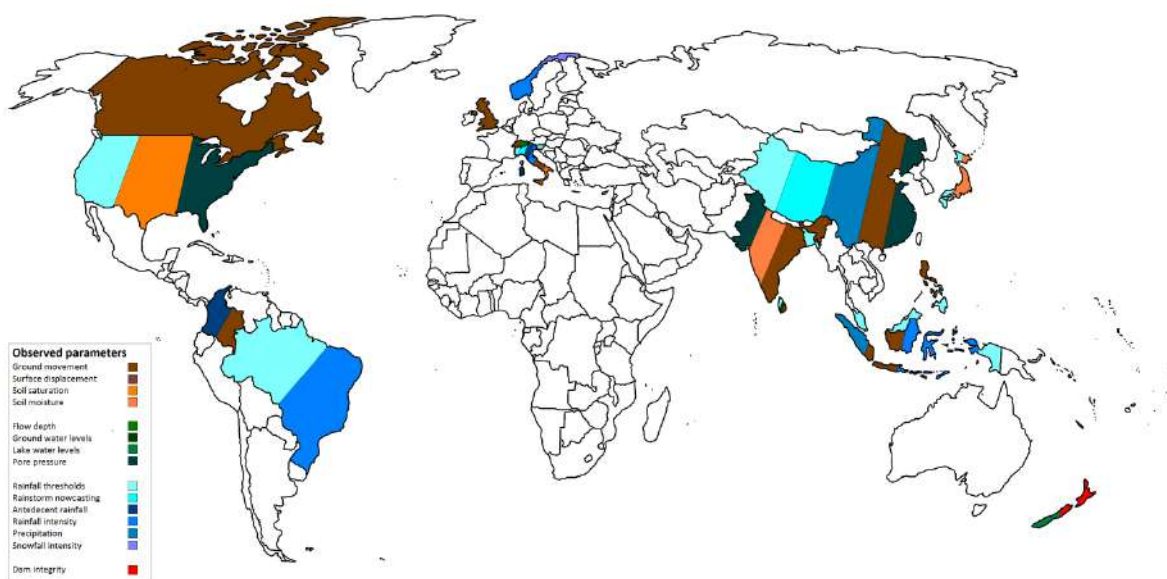 Observed parameters
Ground movement
Surface displacement
Soil saturation
Soil moisture
Flow depth
Ground water levels
Lake water levels
Pore pressure
Rainfall thresholds
Rainstorm nowcasting
Antedecent rainfall
Rainfall intensity
Precipitation
Snowfall intensity
Dam integrity